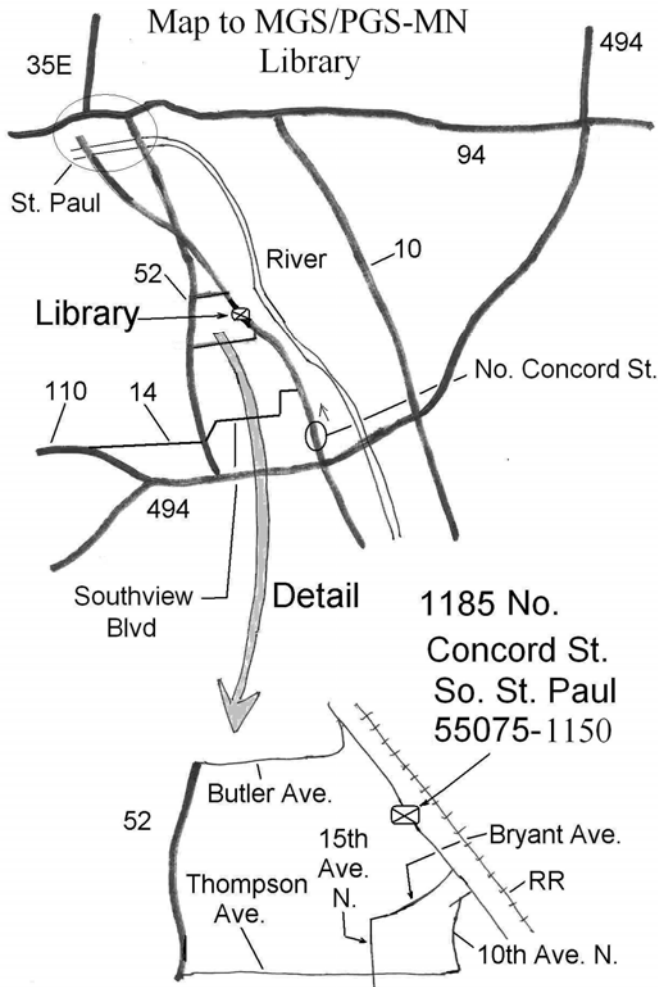 Map to MGS/PGS-MN
Library
35E
494
94
St. Paul
10
River
52
Library
No. Concord St.
110
14
494
Southview
Blvd
Detail
1185 No.
Concord St.
So. St. Paul
55075-1150
Butler Ave.
52
15th
Ave.
N.
Bryant Ave.
RR
Thompson
Ave.
10th Ave. N.